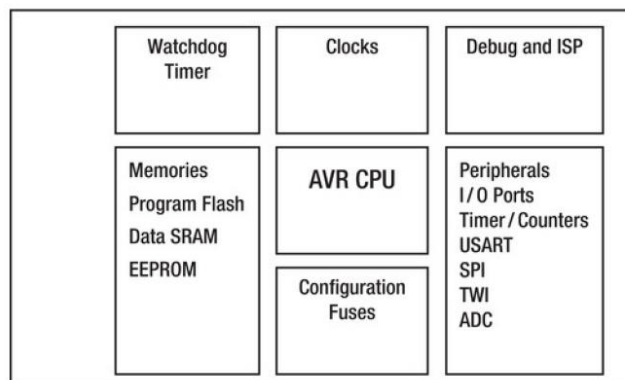 Watchdog
Timer
Clocks
Debug and ISP
Memories
Program Flash
Data SRAM
EEPROM
AVR CPU
Configuration
Fuses
Peripherals
I/O Ports
Timer/Counters
USART
SPI
TWI
ADC